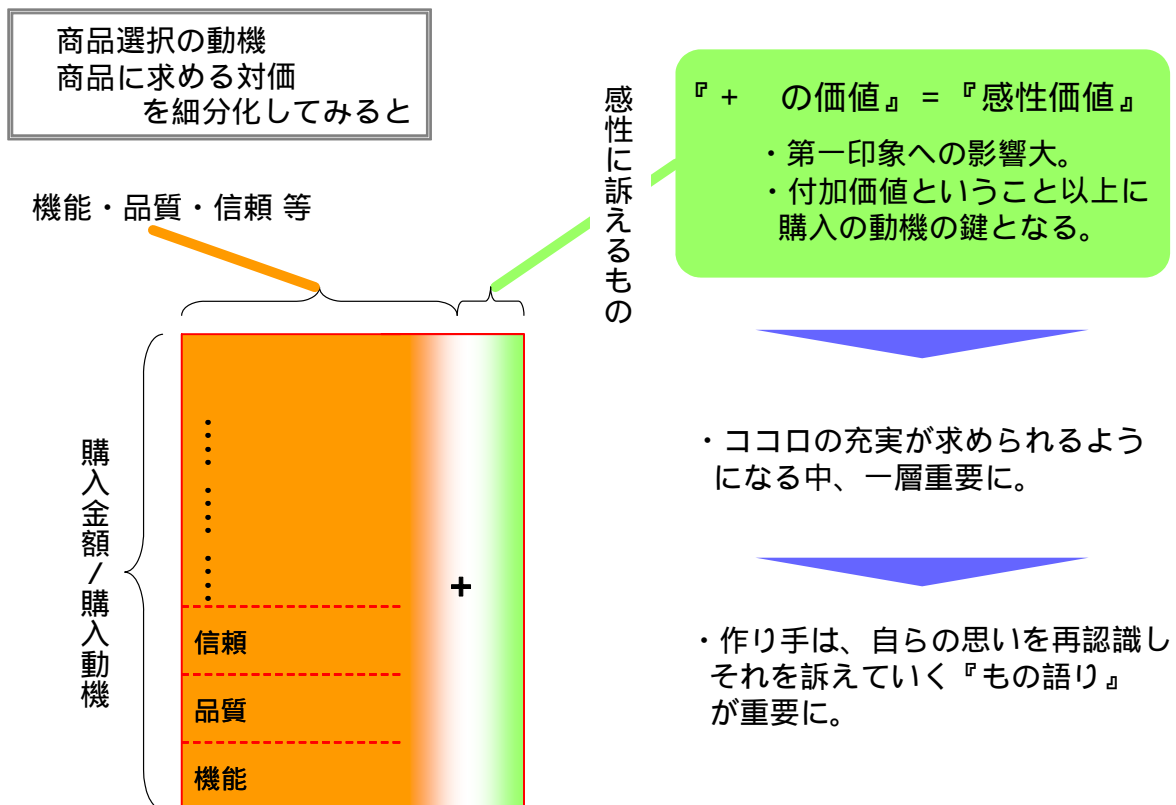 商品選択の動機
商品に求める対価
を細分化してみると
機能・品質・信頼 等
感性に訴えるもの
『 + の価値』 = 『感性価値』
・第一印象への影響大。
・付加価値ということ以上に
購入の動機の鍵となる。
購入金額/購入動機
……
……
……
+
信頼
品質
機能
・ココロの充実が求められるよう
になる中、一層重要に。
・作り手は、自らの思いを再認識し
それを訴えていく『もの語り』
が重要に。